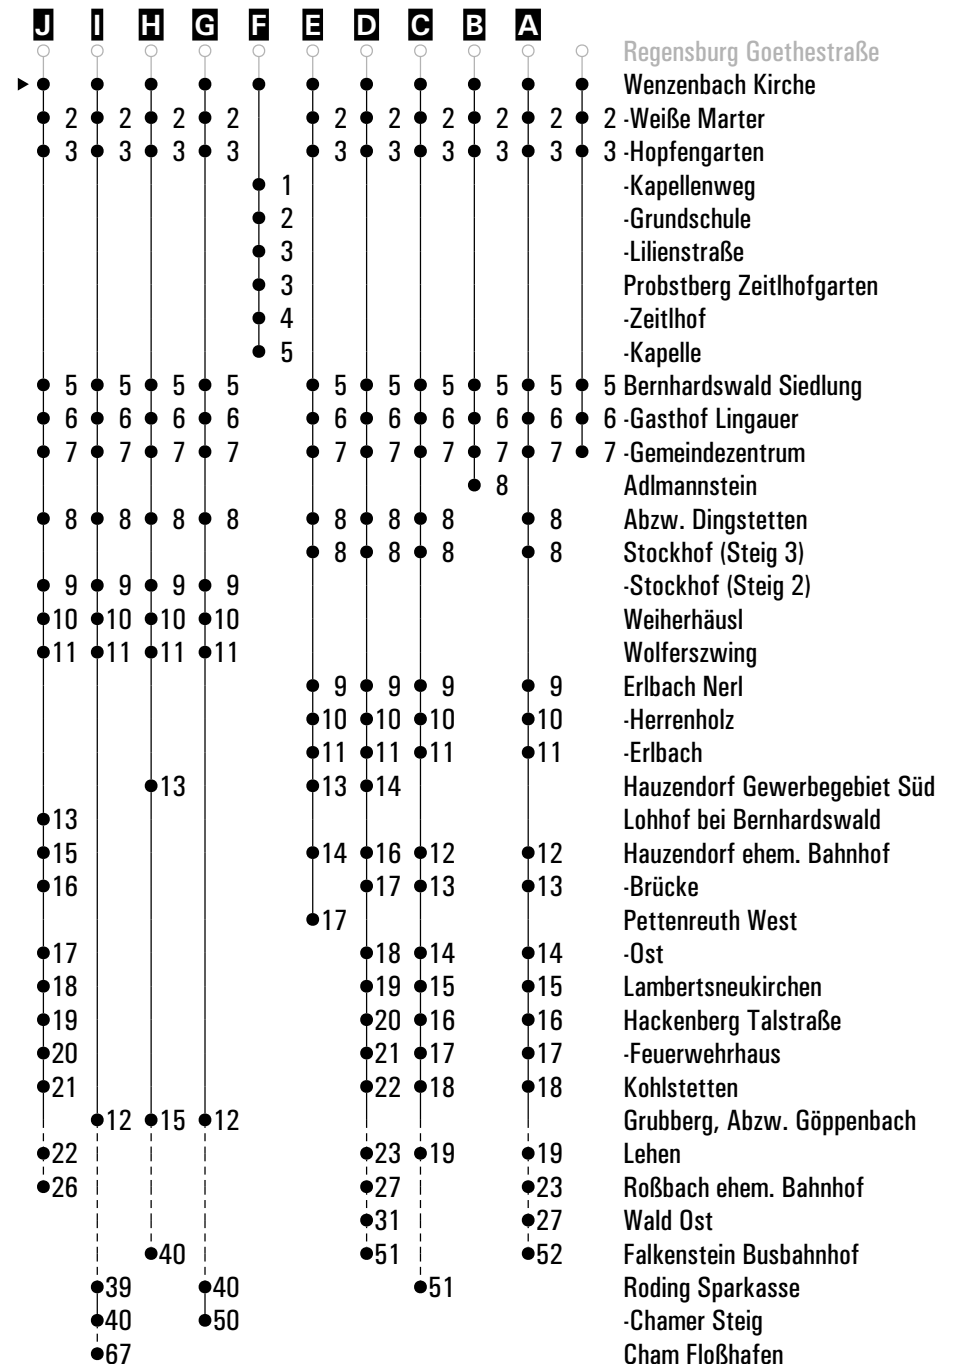 J I H G F E D C B A
Regensburg Goethestraße
Wenzenbach Kirche
2 2 2 2 2 2 2 2 2 2 -Weiße Marter
3 3 3 3 3 3 3 3 3 3 -Hopfengarten
1 -Kapellenweg
2 -Grundschule
3 -Lilienstraße
3 Probstberg Zeitlhofgarten
4 -Zeitlhof
5 -Kapelle
5 5 5 5 5 5 5 5 5 5 Bernhardswald Siedlung
6 6 6 6 6 6 6 6 6 6 -Gasthof Lingauer
7 7 7 7 7 7 7 7 7 7 -Gemeindezentrum
8 Adlmannstein
8 8 8 8 8 8 8 8 Abzw. Dingstetten
8 8 8 8 Stockhof (Steig 3)
9 9 9 9 -Stockhof (Steig 2)
10 10 10 10 Weiherhäusl
11 11 11 11 Wolferszwing
9 9 9 9 Erlbach Nerl
10 10 10 10 -Herrenholz
11 11 11 11 -Erlbach
13 13 14 Hauzendorf Gewerbegebiet Süd
13 Lohhof bei Bernhardswald
15 14 16 12 12 Hauzendorf ehem. Bahnhof
16 17 13 13 -Brücke
17 Pettenreuth West
17 18 14 14 -Ost
18 19 15 15 Lambertsneukirchen
19 20 16 16 Hackenberg Talstraße
20 21 17 17 -Feuerwehrhaus
21 22 18 18 Kohlstetten
12 15 12 Grubberg, Abzw. Göppenbach
22 23 19 19 Lehen
26 27 23 Roßbach ehem. Bahnhof
31 27 Wald Ost
40 51 52 Falkenstein Busbahnhof
39 40 51 Roding Sparkasse
40 50 -Chamer Steig
67 Cham Floßhafen